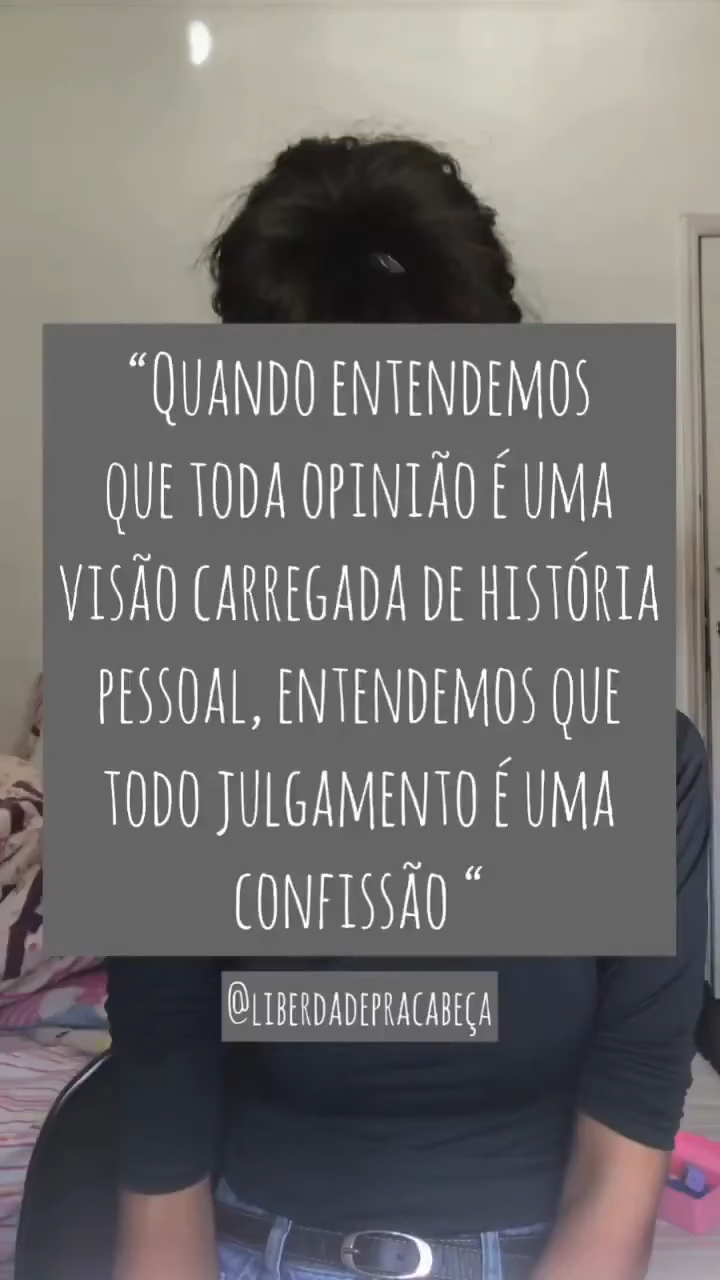 “Quando entendemos
que toda opinião é uma
visão carregada de história
pessoal, entendemos que
todo julgamento é uma
confissão “
@liberdadepracabeça